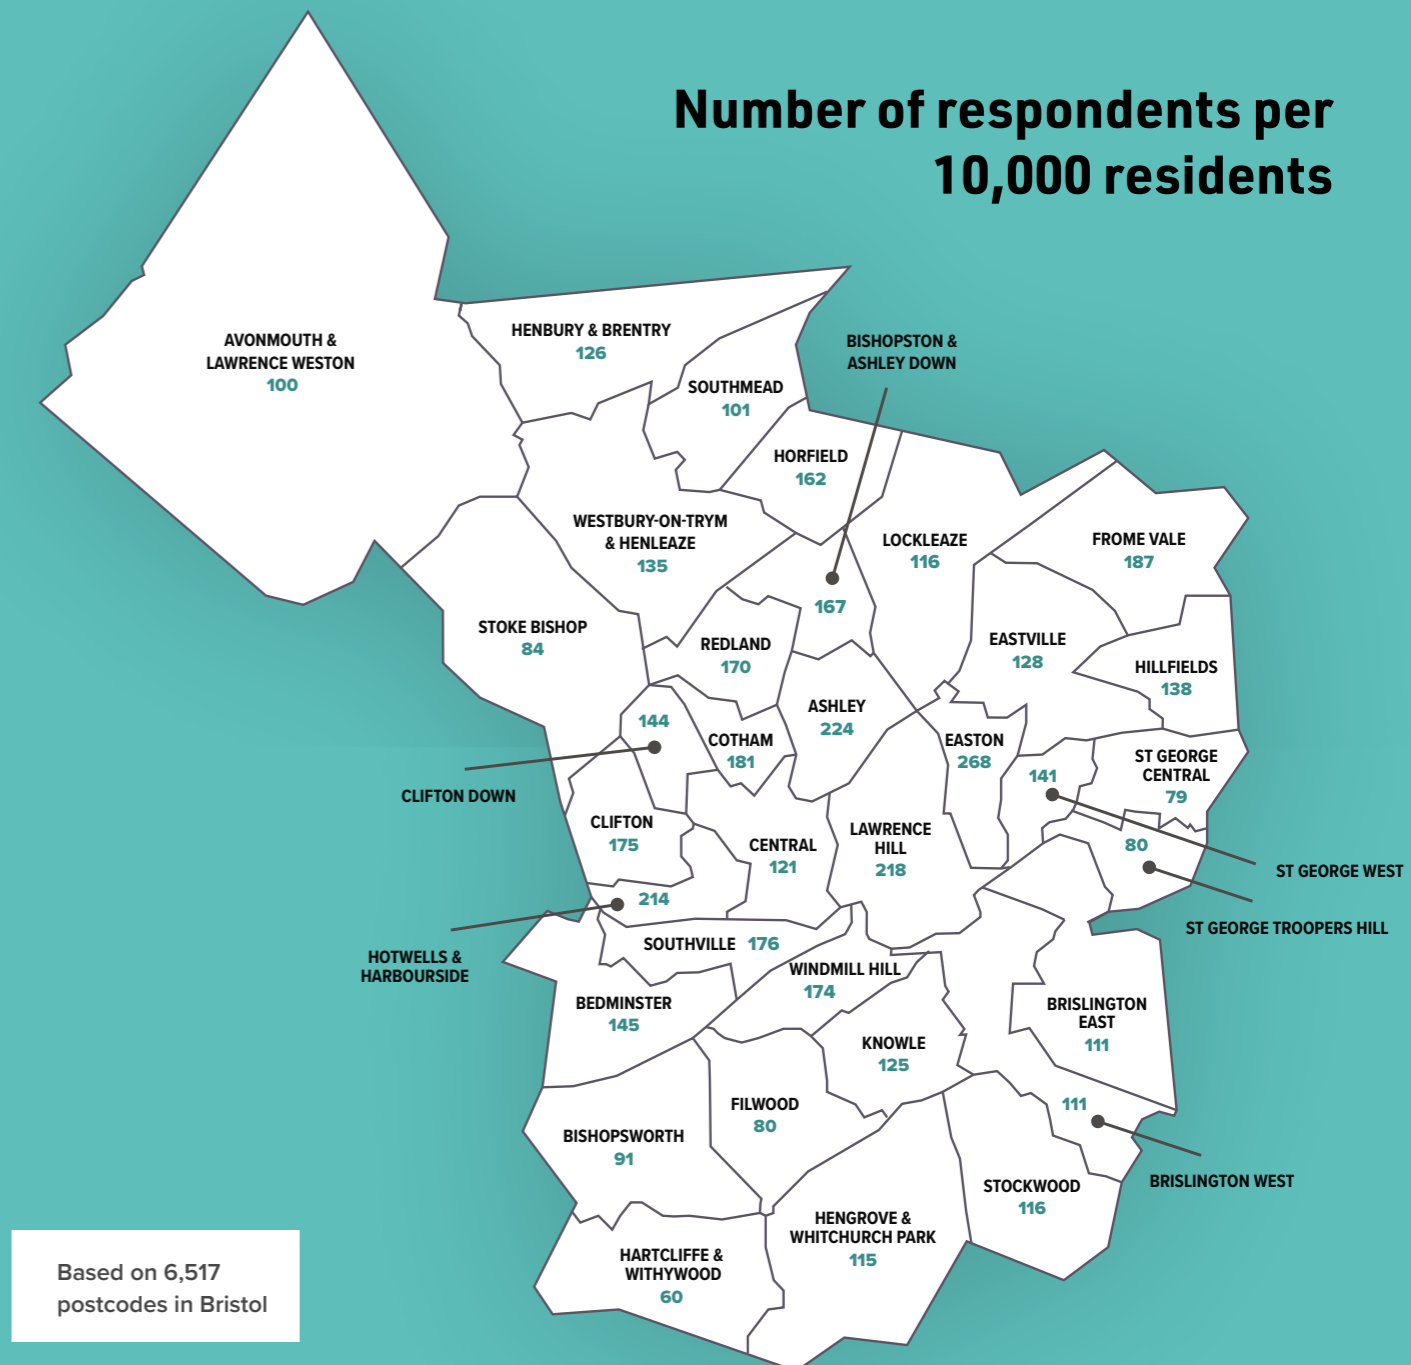 Number of respondents per
10,000 residents
AVONMOUTH &
LAWRENCE WESTON
100
HENBURY & BRENTRY
126
BISHOPSTON &
ASHLEY DOWN
167
SOUTHMEAD
101
HORFIELD
162
WESTBURY-ON-TRYM
& HENLEAZE
135
LOCKLEAZE
116
FROME VALE
187
STOKE BISHOP
84
REDLAND
170
EASTVILLE
128
HILLFIELDS
138
ASHLEY
224
144
CLIFTON DOWN
COTHAM
181
EASTON
268
141
ST GEORGE WEST
ST GEORGE
CENTRAL
79
CLIFTON
175
CENTRAL
121
LAWRENCE
HILL
218
80
ST GEORGE TROOPERS HILL
214
HOTWELLS &
HARBOURSIDE
SOUTHVILLE 176
WINDMILL HILL
174
BEDMINSTER
145
BRISLINGTON
EAST
111
KNOWLE
125
FILWOOD
80
111
BRISLINGTON WEST
BISHOPSWORTH
91
STOCKWOOD
116
HENGROVE &
WHITCHURCH PARK
115
HARTCLIFFE &
WITHYWOOD
60
Based on 6,517
postcodes in Bristol